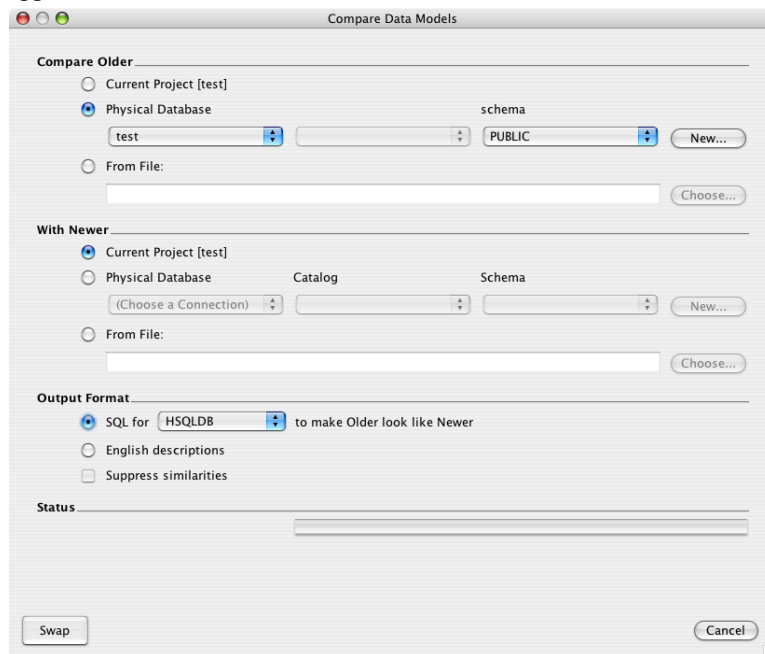 Compare Data Models
Compare Older
Current Project [test]
Physical Database schema
test PUBLIC New...
From File:
Choose...
With Newer
Current Project [test]
Physical Database Catalog Schema
(Choose a Connection) New...
From File:
Choose...
Output Format
SQL for HSQLDB to make Older look like Newer
English descriptions
Suppress similarities
Status
Swap Cancel